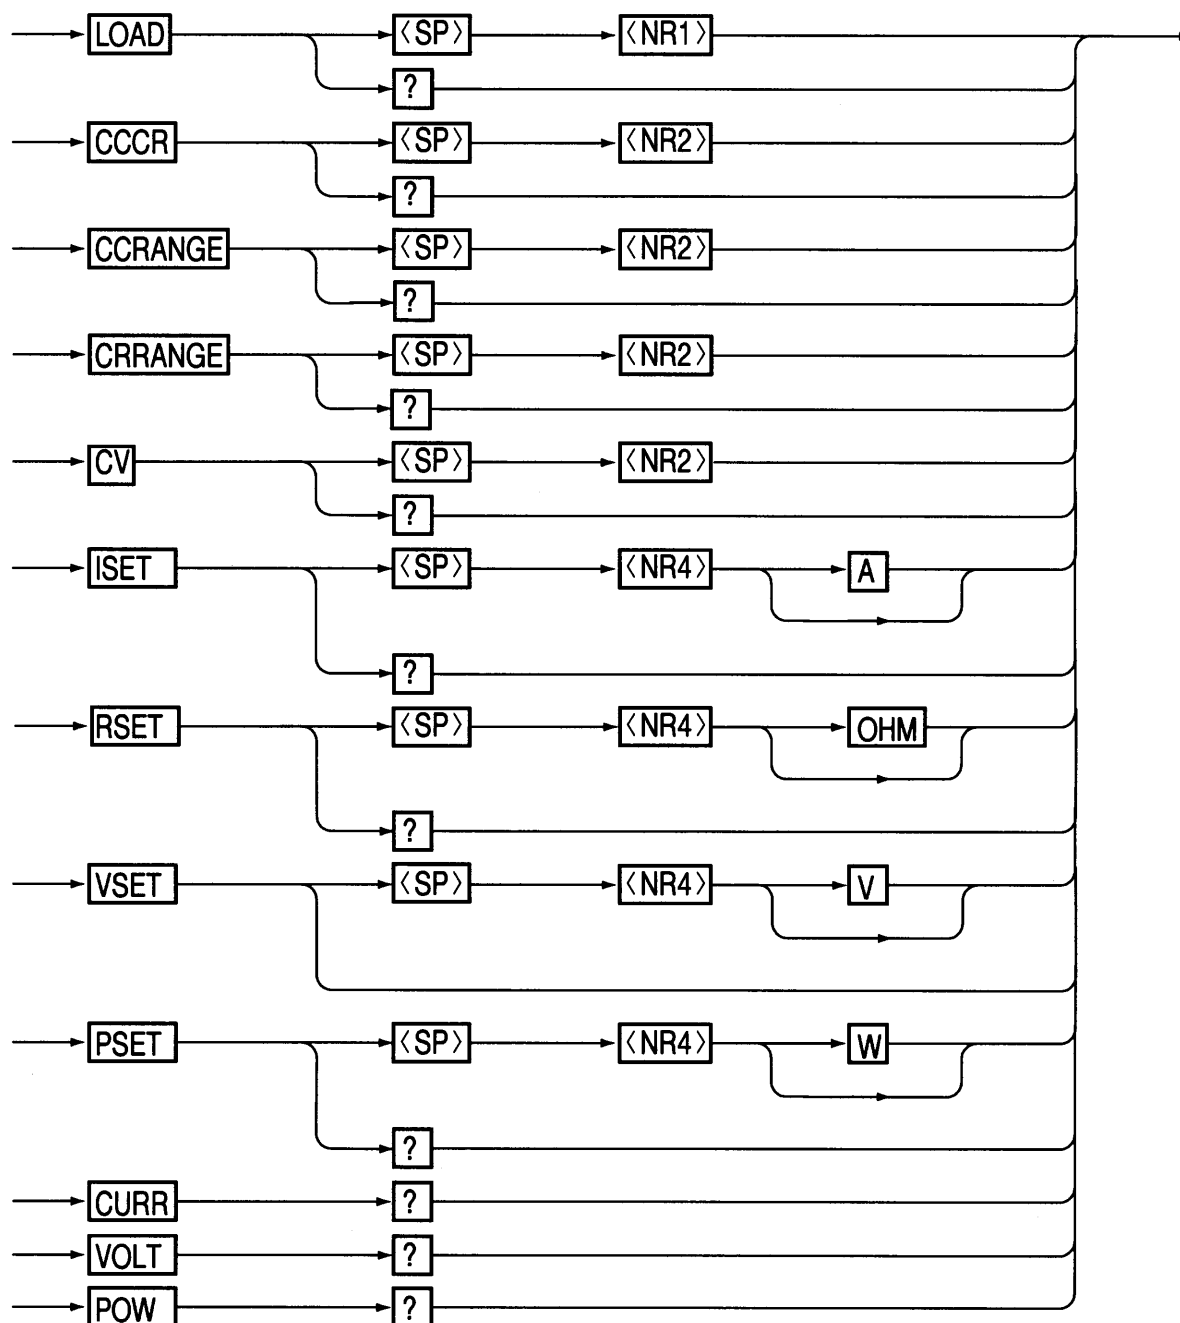 LOAD 〈SP〉 〈NR1〉
?
CCCR 〈SP〉 〈NR2〉
?
CCRANGE 〈SP〉 〈NR2〉
?
CRRANGE 〈SP〉 〈NR2〉
?
CV 〈SP〉 〈NR2〉
?
ISET 〈SP〉 〈NR4〉 A
?
RSET 〈SP〉 〈NR4〉 OHM
?
VSET 〈SP〉 〈NR4〉 V
PSET 〈SP〉 〈NR4〉 W
?
CURR ?
VOLT ?
POW ?